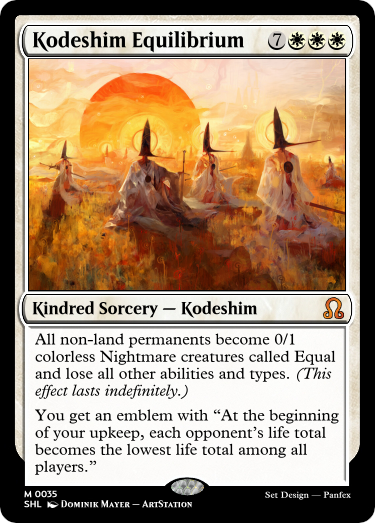 Kodeshim Equilibrium 7
Kindred Sorcery — Kodeshim
All non-land permanents become 0/1
colorless Nightmare creatures called Equal
and lose all other abilities and types. (This
effect lasts indefinitely.)
You get an emblem with “At the beginning
of your upkeep, each opponent’s life total
becomes the lowest life total among all
players.”
M 0035
SHL Dominik Mayer — ArtStation
Set Design — Panfex